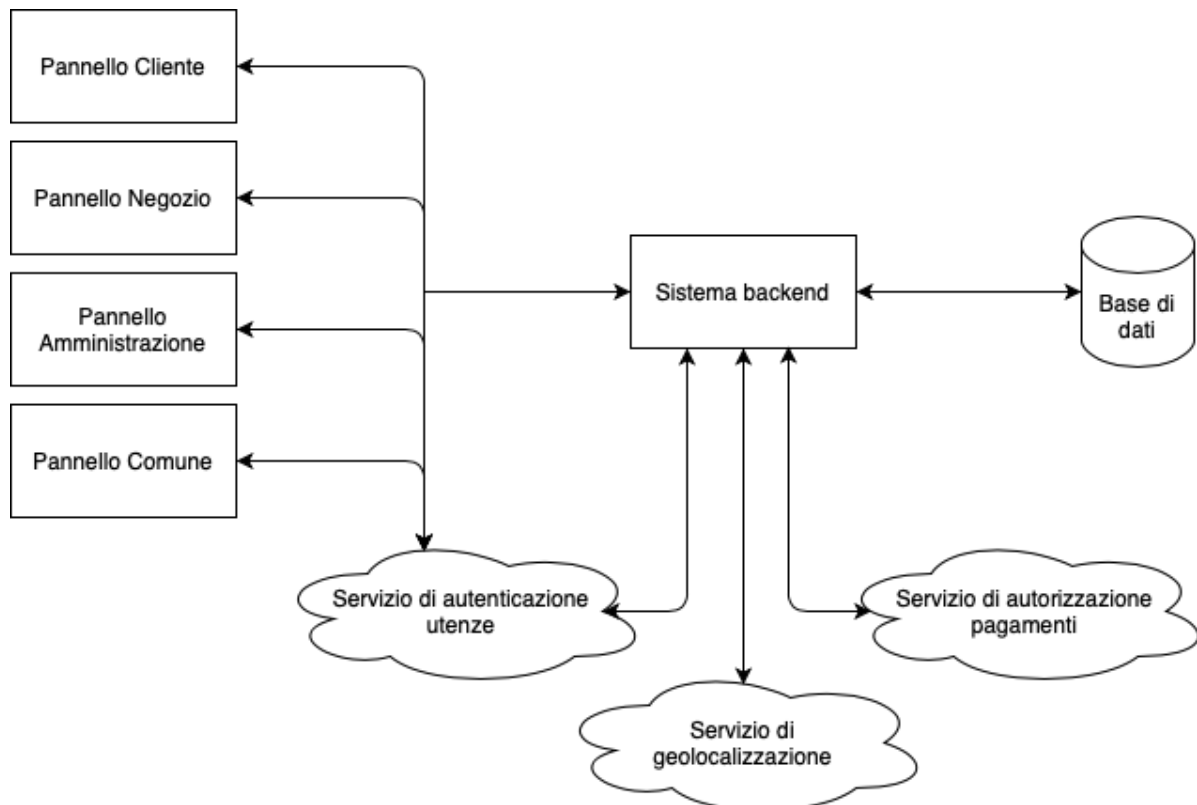 Pannello Cliente
Pannello Negozio
Pannello
Amministrazione
Pannello Comune
Sistema backend
Base di
dati
Servizio di autenticazione
utenze
Servizio di autorizzazione
pagamenti
Servizio di
geolocalizzazione